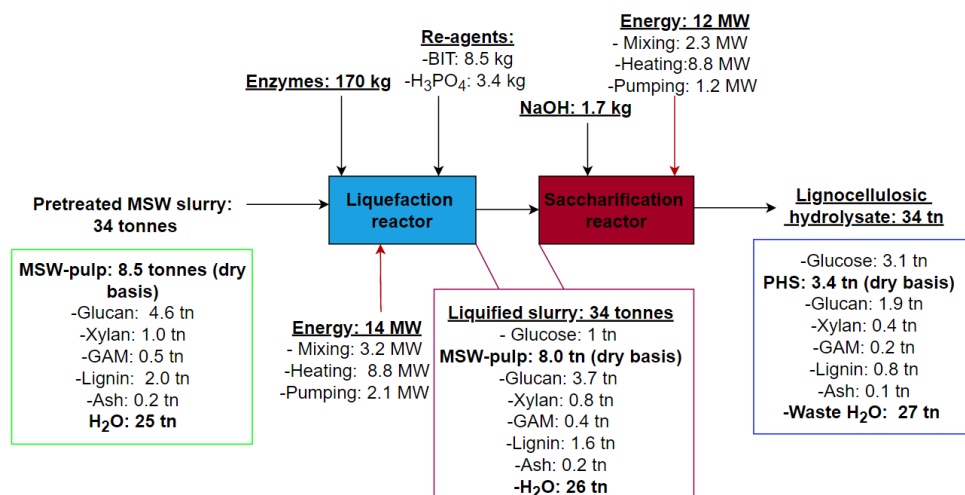 Energy: 12 MW
- Mixing: 2.3 MW
-Heating:8.8 MW
-Pumping: 1.2 MW
Re-agents:
-BIT: 8.5 kg
-H₃PO₄: 3.4 kg
Enzymes: 170 kg
NaOH: 1.7 kg
Pretreated MSW slurry:
34 tonnes
Liquefaction
reactor
Saccharification
reactor
Lignocellulosic
hydrolysate: 34 tn
MSW-pulp: 8.5 tonnes (dry
basis)
-Glucan: 4.6 tn
-Xylan: 1.0 tn
-GAM: 0.5 tn
-Lignin: 2.0 tn
-Ash: 0.2 tn
H₂O: 25 tn
Energy: 14 MW
- Mixing: 3.2 MW
-Heating: 8.8 MW
-Pumping: 2.1 MW
Liquified slurry: 34 tonnes
- Glucose: 1 tn
MSW-pulp: 8.0 tn (dry basis)
-Glucan: 3.7 tn
-Xylan: 0.8 tn
-GAM: 0.4 tn
-Lignin: 1.6 tn
-Ash: 0.2 tn
-H₂O: 26 tn
-Glucose: 3.1 tn
PHS: 3.4 tn (dry basis)
-Glucan: 1.9 tn
-Xylan: 0.4 tn
-GAM: 0.2 tn
-Lignin: 0.8 tn
-Ash: 0.1 tn
-Waste H₂O: 27 tn